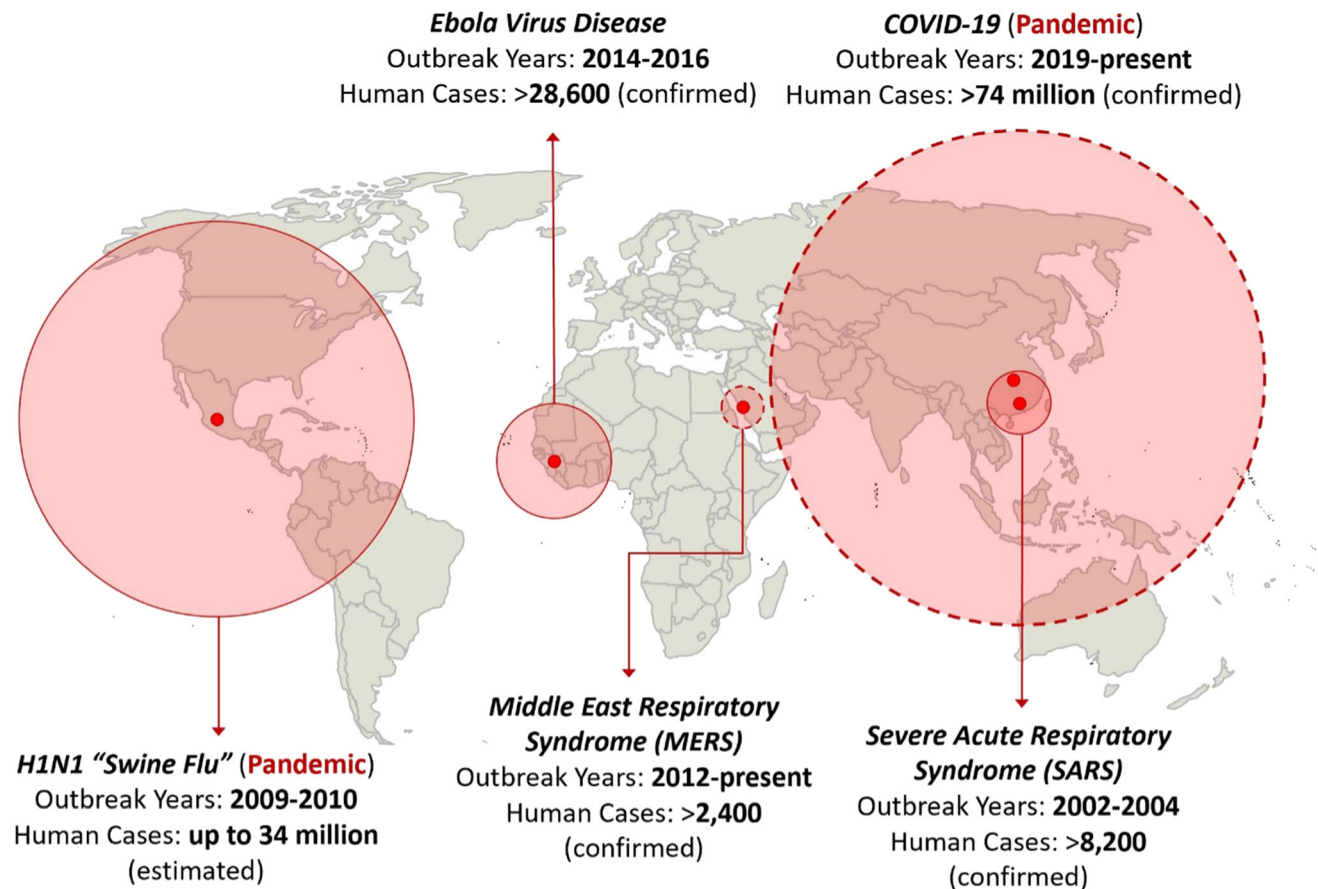 Ebola Virus Disease
Outbreak Years: 2014-2016
Human Cases: >28,600 (confirmed)
COVID-19 (Pandemic)
Outbreak Years: 2019-present
Human Cases: >74 million (confirmed)
H1N1 “Swine Flu” (Pandemic)
Outbreak Years: 2009-2010
Human Cases: up to 34 million
(estimated)
Middle East Respiratory
Syndrome (MERS)
Outbreak Years: 2012-present
Human Cases: >2,400
(confirmed)
Severe Acute Respiratory
Syndrome (SARS)
Outbreak Years: 2002-2004
Human Cases: >8,200
(confirmed)